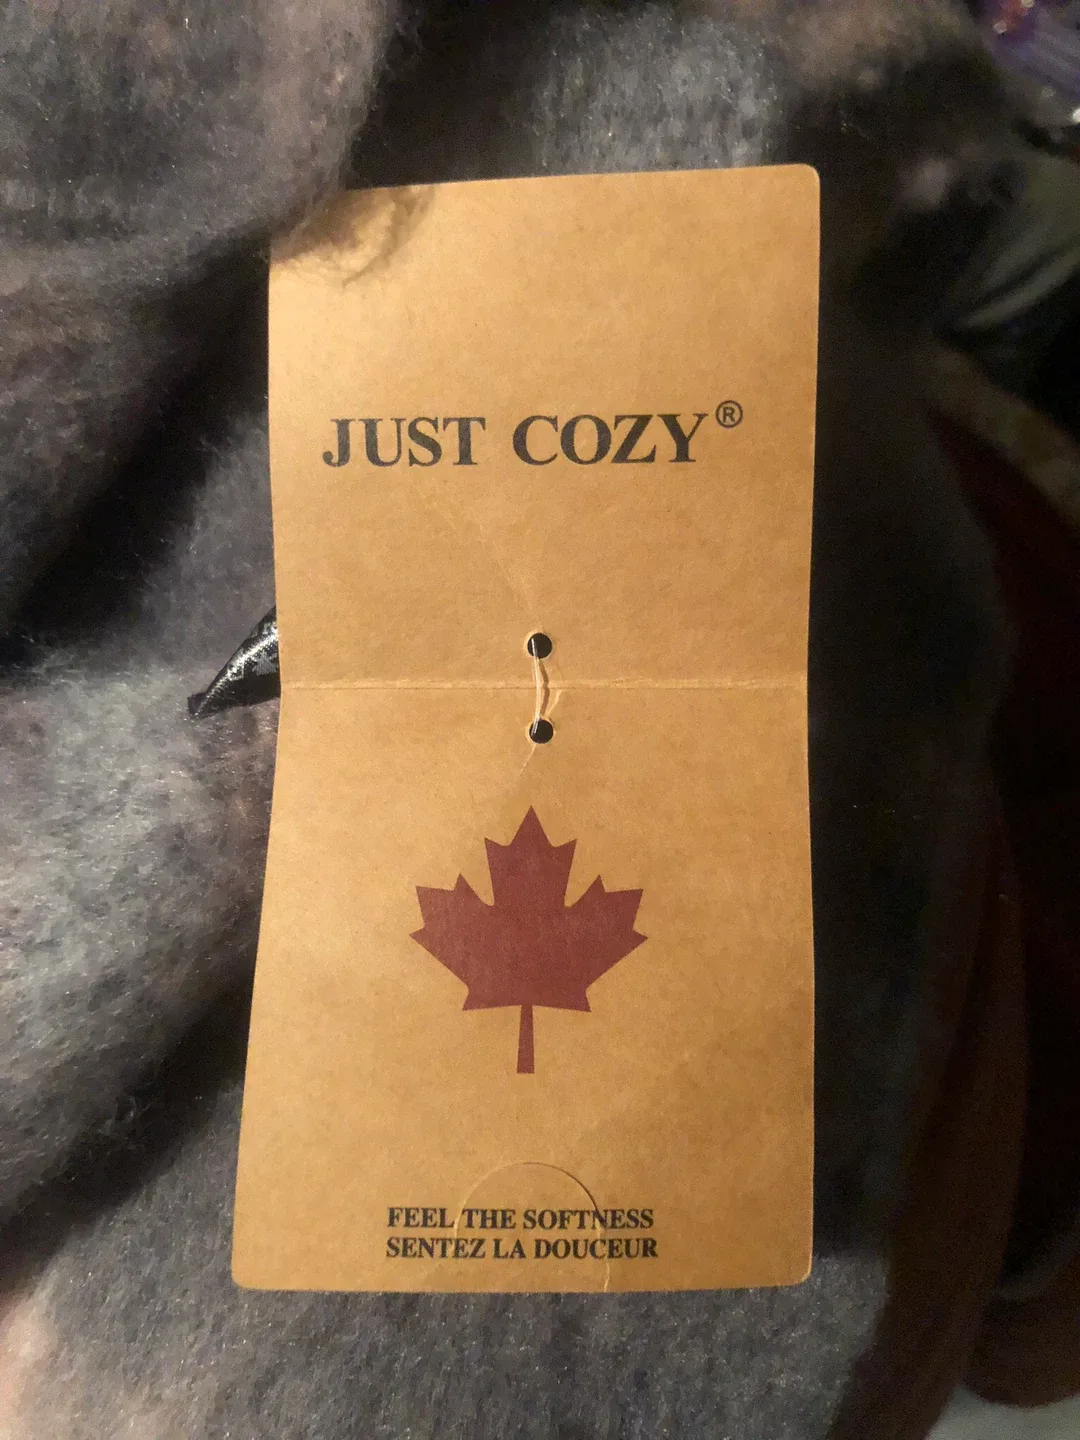 JUST COZY®
FEEL THE SOFTNESS
SENTEZ LA DOUCEUR